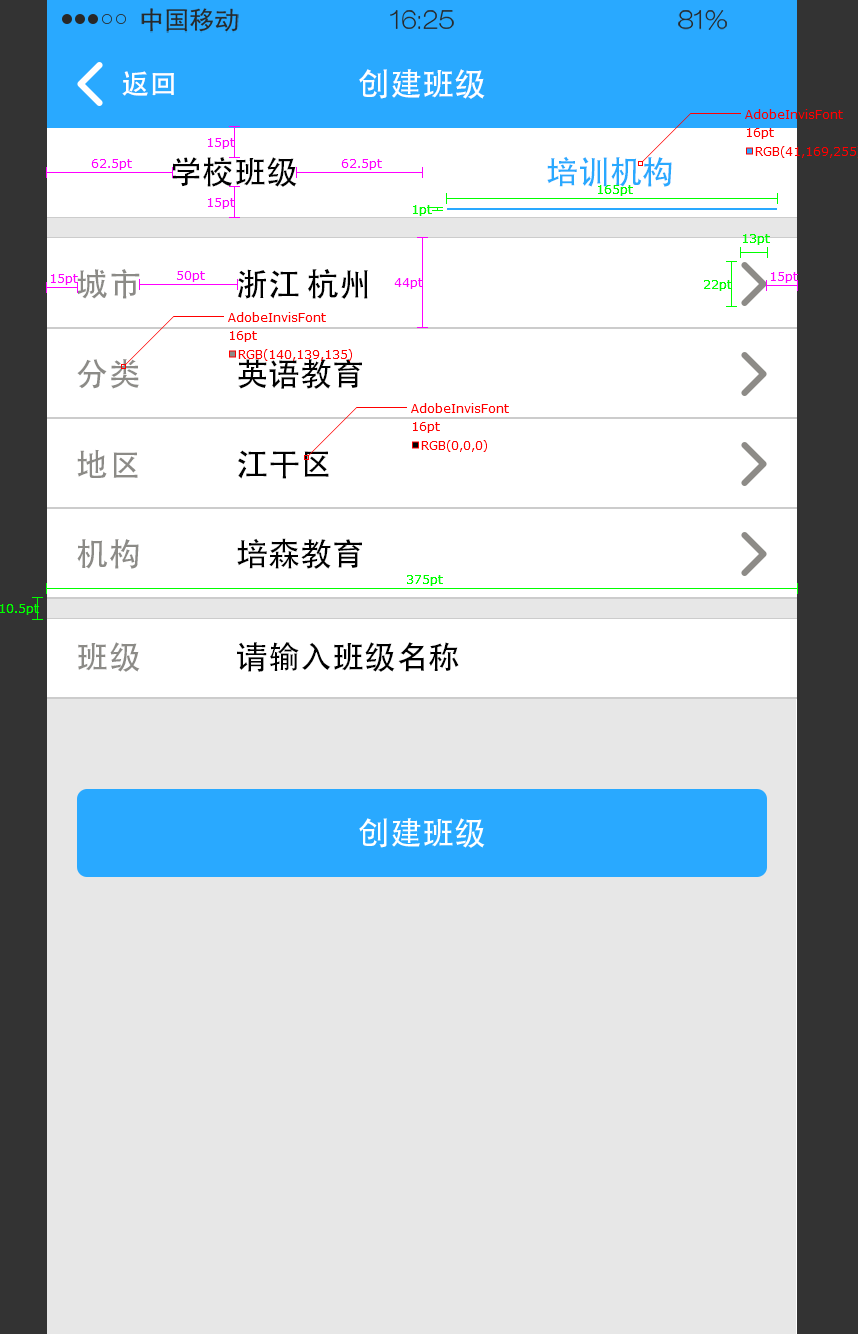 中国移动 16:25 81%
返回 创建班级
AdobeInvisFont
16pt
RGB(41,169,255
15pt
62.5pt 62.5pt
学校班级 培训机构
165pt
15pt
1pt
13pt
15pt 城市 50pt 浙江 杭州 44pt 22pt 15pt
AdobeInvisFont
16pt
RGB(140,139,135)
分类 英语教育
AdobeInvisFont
16pt
RGB(0,0,0)
地区 江干区
机构 培森教育
375pt
10.5pt
班级 请输入班级名称
创建班级